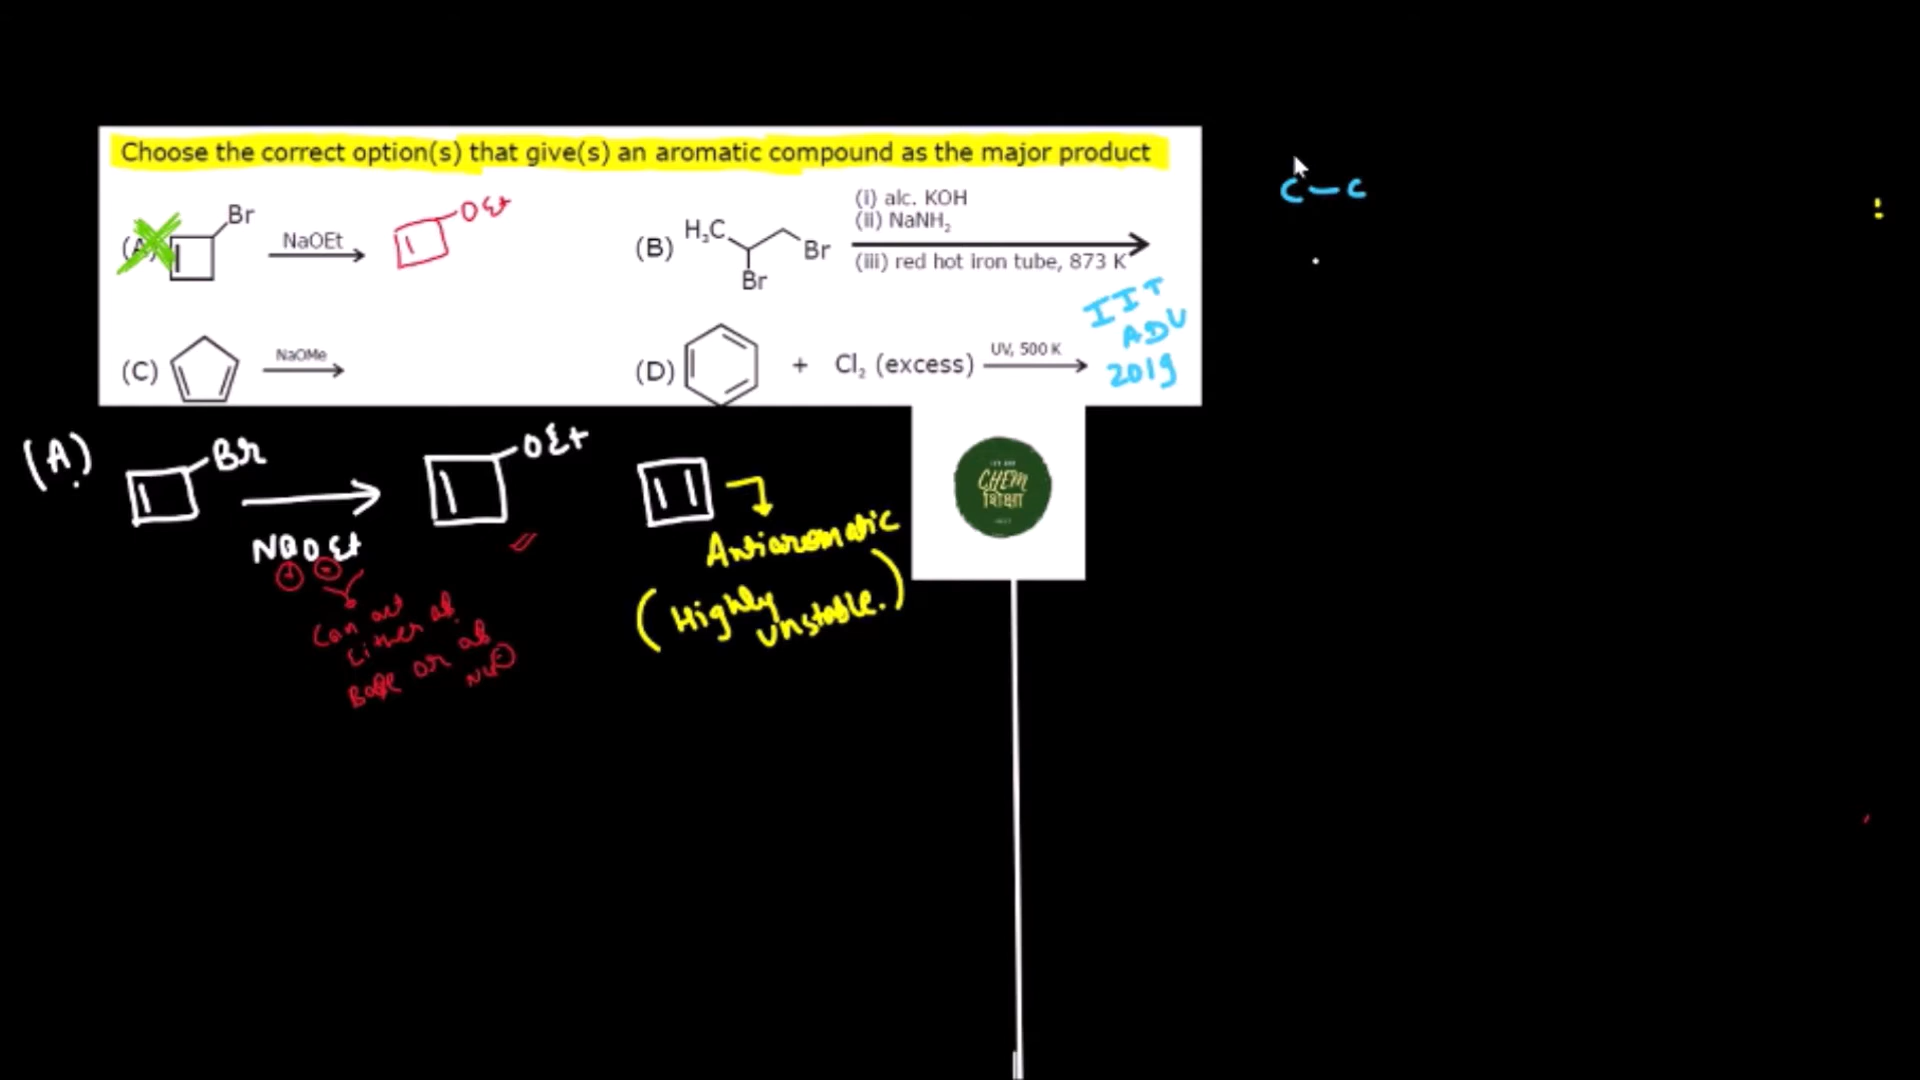 Choose the correct option(s) that give(s) an aromatic compound as the major product
(A) Br NaOEt OEt
(B) H₃C Br Br (i) alc. KOH
(ii) NaNH₂
(iii) red hot iron tube, 873 K
(C) NaOMe
(D) + Cl₂ (excess) UV, 500 K
IIT
ADV
2019
C-C
(A) Br
NaOEt
+ -
OEt
Can act
Either as
Base or as
Nu-
Antiaromatic
(Highly
unstable.)
CHEM
शिक्षा